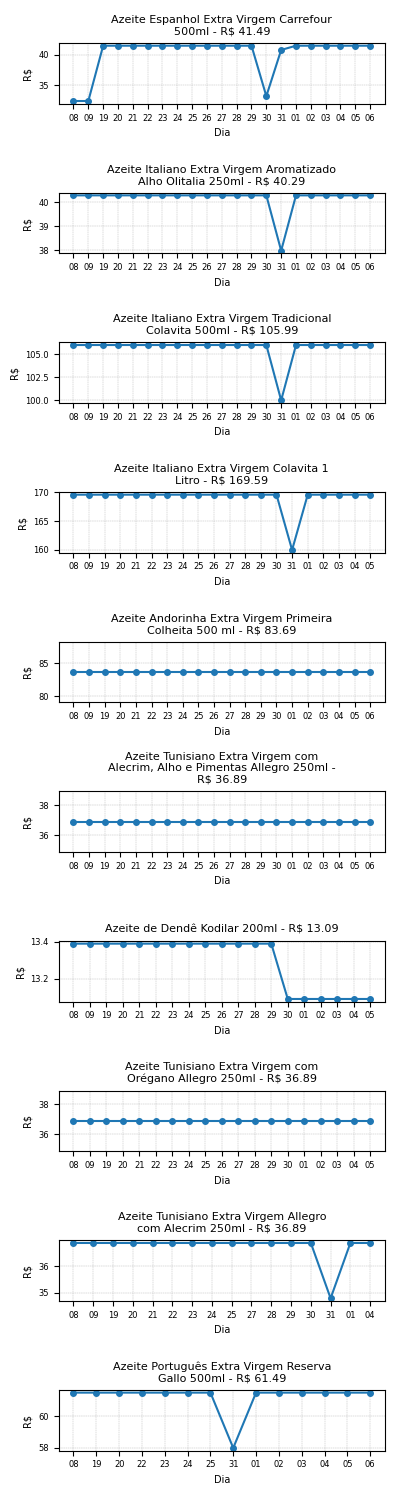 Azeite Espanhol Extra Virgem Carrefour
500ml - R$ 41.49
40
35
R$
08 09 19 20 21 22 23 24 25 26 27 28 29 30 31 01 02 03 04 05 06
Dia
Azeite Italiano Extra Virgem Aromatizado
Alho Olitalia 250ml - R$ 40.29
40
39
38
R$
08 09 19 20 21 22 23 24 25 26 27 28 29 30 31 01 02 03 04 05 06
Dia
Azeite Italiano Extra Virgem Tradicional
Colavita 500ml - R$ 105.99
105.0
102.5
100.0
R$
08 09 19 20 21 22 23 24 25 26 27 28 29 30 31 01 02 03 04 05 06
Dia
Azeite Italiano Extra Virgem Colavita 1
Litro - R$ 169.59
170
165
160
R$
08 09 19 20 21 22 23 24 25 26 27 28 29 30 31 01 02 03 04 05
Dia
Azeite Andorinha Extra Virgem Primeira
Colheita 500 ml - R$ 83.69
85
80
R$
08 09 19 20 21 22 23 24 25 26 27 28 29 30 31 01 02 03 04 05 06
Dia
Azeite Tunisiano Extra Virgem com
Alecrim, Alho e Pimentas Allegro 250ml -
R$ 36.89
38
36
R$
08 09 19 20 21 22 23 24 25 26 27 28 29 30 01 02 03 04 05 06
Dia
Azeite de Dendê Kodilar 200ml - R$ 13.09
13.4
13.2
R$
08 09 19 20 21 22 23 24 25 26 27 28 29 30 01 02 03 04 05
Dia
Azeite Tunisiano Extra Virgem com
Orégano Allegro 250ml - R$ 36.89
38
36
R$
08 09 19 20 21 22 23 24 25 26 27 28 29 30 01 02 03 04 05
Dia
Azeite Tunisiano Extra Virgem Allegro
com Alecrim 250ml - R$ 36.89
36
35
R$
08 09 19 20 21 22 23 24 25 27 28 29 30 31 01 04
Dia
Azeite Português Extra Virgem Reserva
Gallo 500ml - R$ 61.49
60
58
R$
08 19 20 22 23 24 25 31 01 02 03 04 05 06
Dia